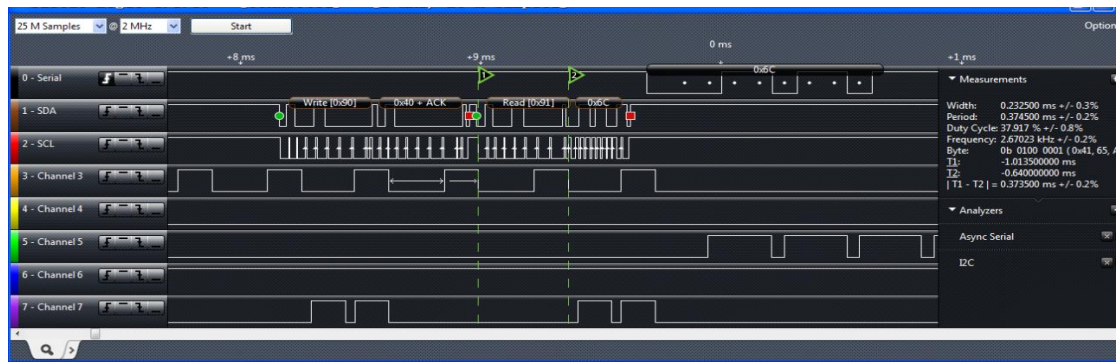 25 M Samples @ 2 MHz Start Option
0 ms
+8 ms +9 ms +1 ms
0 - Serial 1 2 0x6C
1 - SDA Write [0x90] 0x40 + ACK Read [0x91] 0x6C
2 - SCL
3 - Channel 3
4 - Channel 4
5 - Channel 5
6 - Channel 6
7 - Channel 7
Measurements
Width: 0.232500 ms +/- 0.3%
Period: 0.374500 ms +/- 0.2%
Duty Cycle: 37.917 % +/- 0.8%
Frequency: 2.67023 kHz +/- 0.2%
Byte: 0b 0100 0001 ( 0x41, 65, A
T1: -1.013500000 ms
T2: -0.640000000 ms
| T1 - T2 | = 0.373500 ms +/- 0.2%
Analyzers
Async Serial
I2C